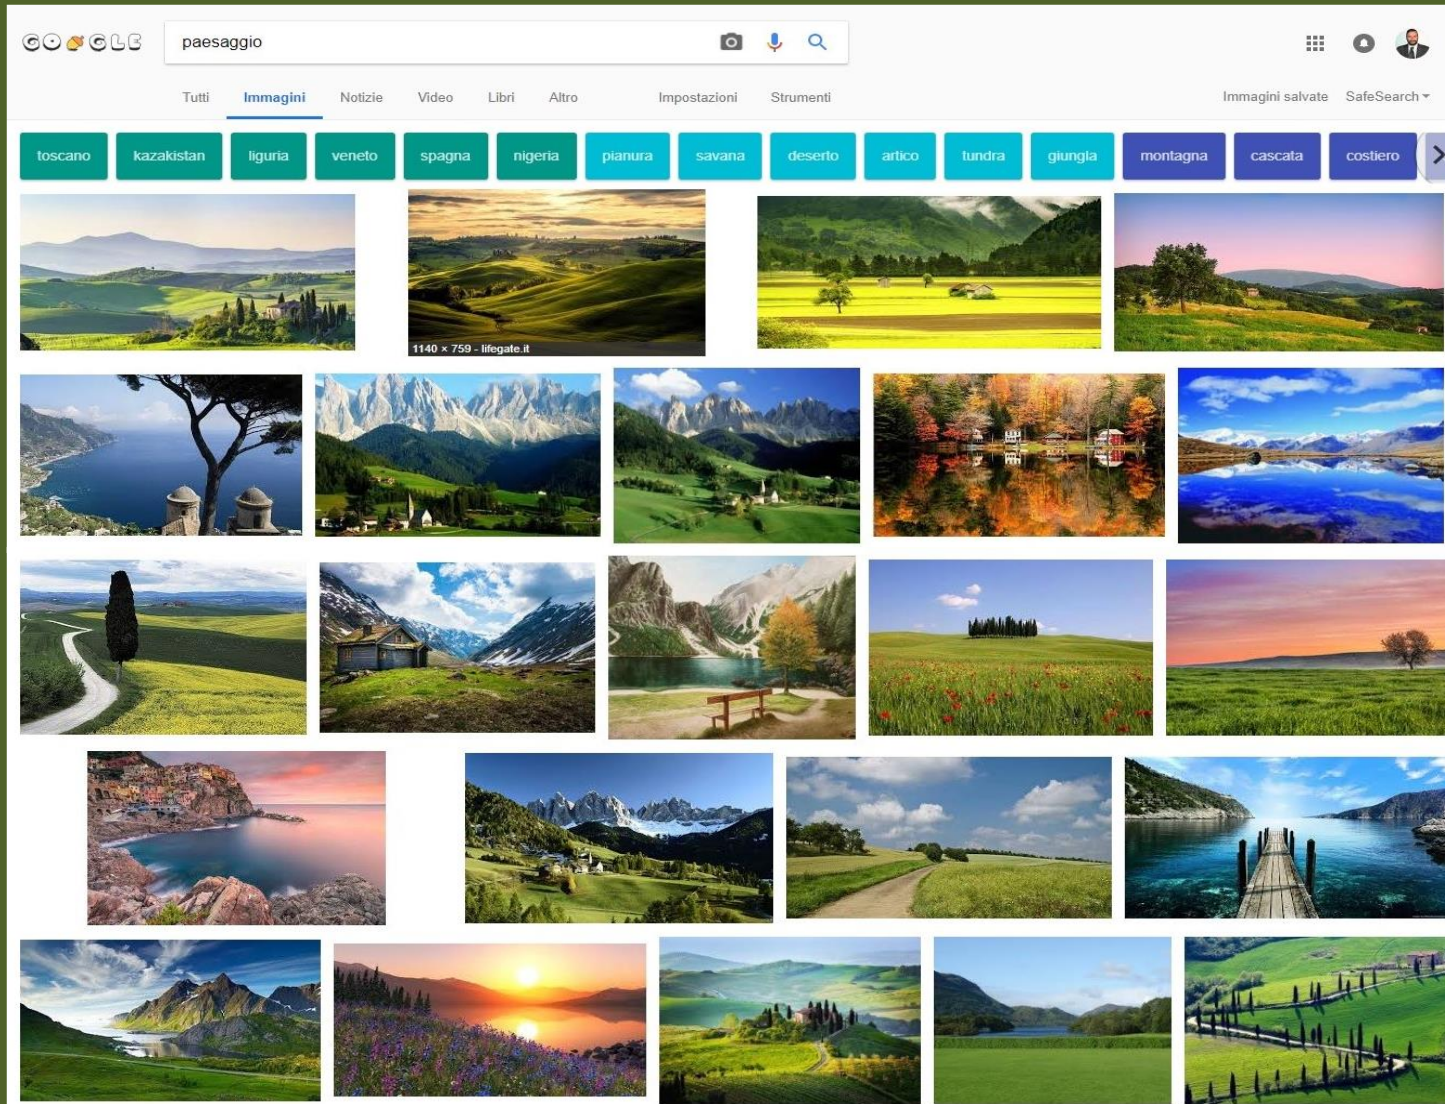 GOOGLE
paesaggio
Tutti Immagini Notizie Video Libri Altro Impostazioni Strumenti Immagini salvate SafeSearch
toscano kazakistan liguria veneto spagna nigeria pianura savana deserto artico tundra giungla montagna cascata costiero
1140 × 759 - lifegate.it